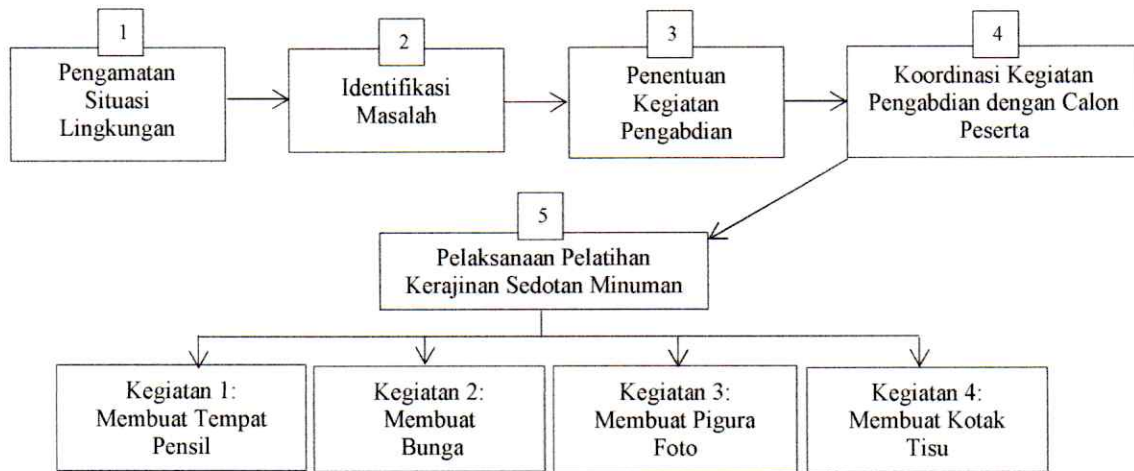 1
Pengamatan
Situasi
Lingkungan
2
Identifikasi
Masalah
3
Penentuan
Kegiatan
Pengabdian
4
Koordinasi Kegiatan
Pengabdian dengan Calon
Peserta
5
Pelaksanaan Pelatihan
Kerajinan Sedotan Minuman
Kegiatan 1:
Membuat Tempat
Pensil
Kegiatan 2:
Membuat
Bunga
Kegiatan 3:
Membuat Pigura
Foto
Kegiatan 4:
Membuat Kotak
Tisu